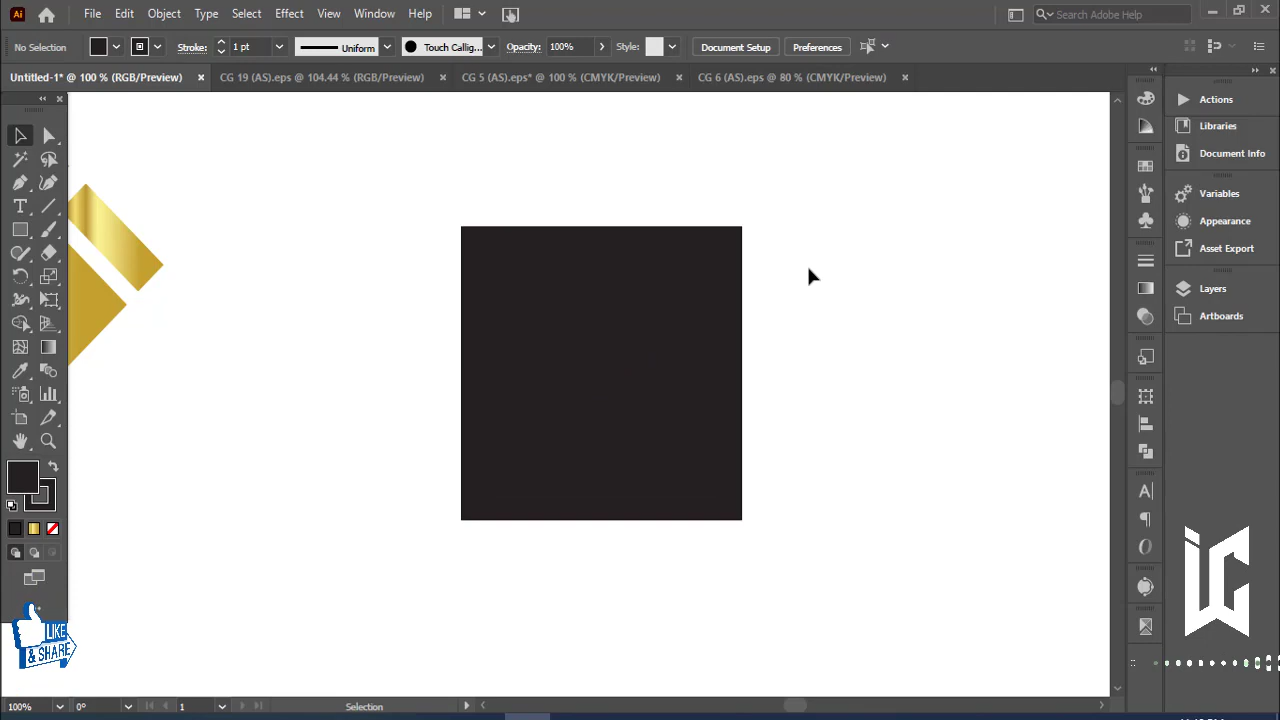 Ai File Edit Object Type Select Effect View Window Help Search Adobe Help
No Selection Stroke: 1 pt Uniform Touch Callig... Opacity: 100% Style: Document Setup Preferences
Untitled-1* @ 100 % (RGB/Preview) CG 19 (AS).eps @ 104.44 % (RGB/Preview) CG 5 (AS).eps* @ 100 % (CMYK/Preview) CG 6 (AS).eps @ 80 % (CMYK/Preview)
Actions
Libraries
Document Info
Variables
Appearance
Asset Export
Layers
Artboards
LIKE
& SHARE
100% 0° 1 Selection